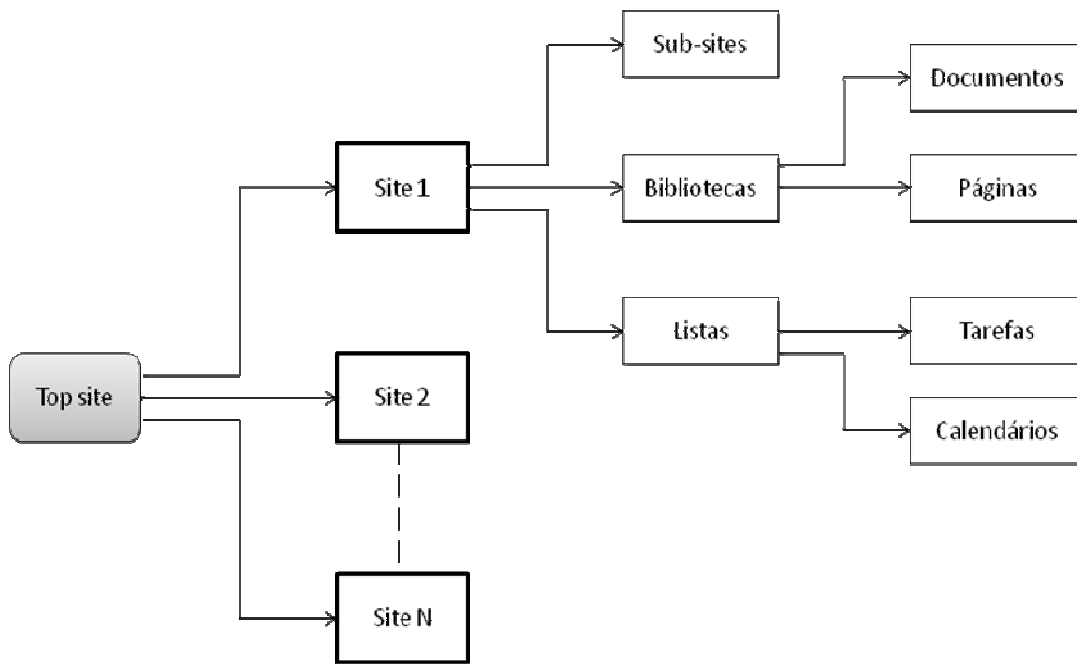 Sub-sites
Documentos
Site 1
Bibliotecas
Páginas
Listas
Tarefas
Top site
Site 2
Calendários
Site N